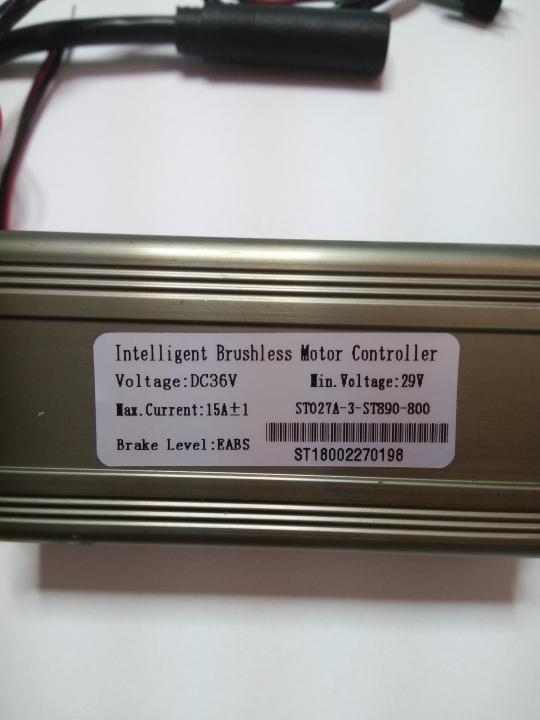 Intelligent Brushless Motor Controller
Voltage:DC36V Min.Voltage:29V
Max.Current:15A±1 ST027A-3-ST890-800
Brake Level:EABS
ST18002270198